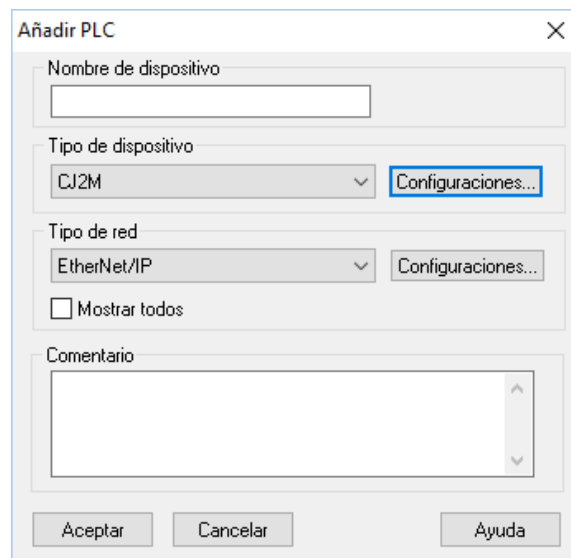 Añadir PLC
Nombre de dispositivo
Tipo de dispositivo
CJ2M
Configuraciones...
Tipo de red
EtherNet/IP
Configuraciones...
Mostrar todos
Comentario
Aceptar
Cancelar
Ayuda